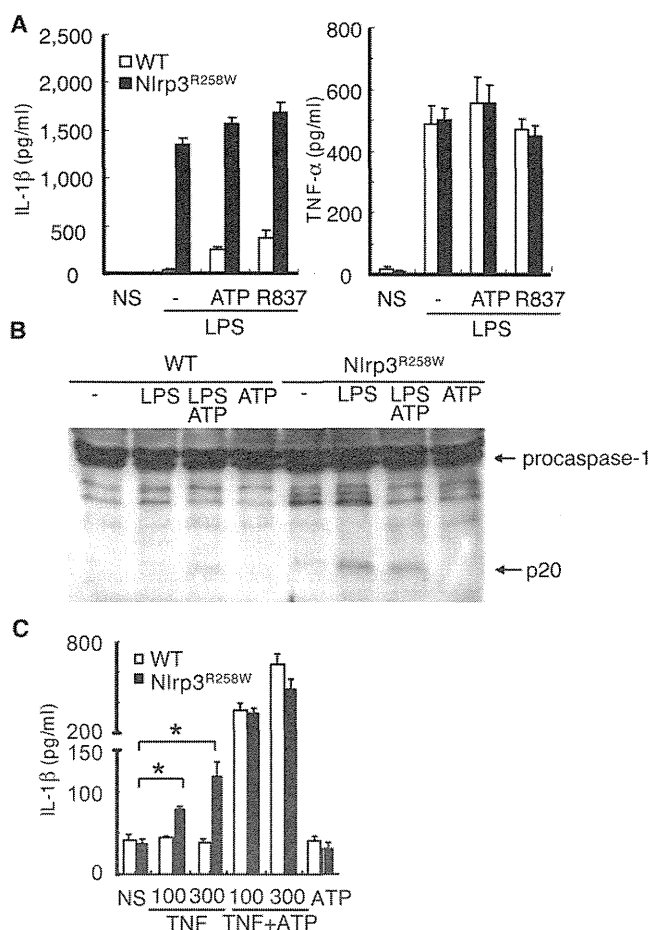 A
2,500
2,000
1,500
1,000
500
0
IL-1β (pg/ml)
WT
Nlrp3R258W
NS - ATP R837
LPS
800
600
400
200
0
TNF-α (pg/ml)
NS - ATP R837
LPS
B
WT Nlrp3R258W
- LPS LPS ATP - LPS LPS ATP
ATP ATP
procaspase-1
p20
C
800
200
150
100
0
IL-1β (pg/ml)
WT
Nlrp3R258W
*
*
NS 100 300 100 300 ATP
TNF TNF+ATP